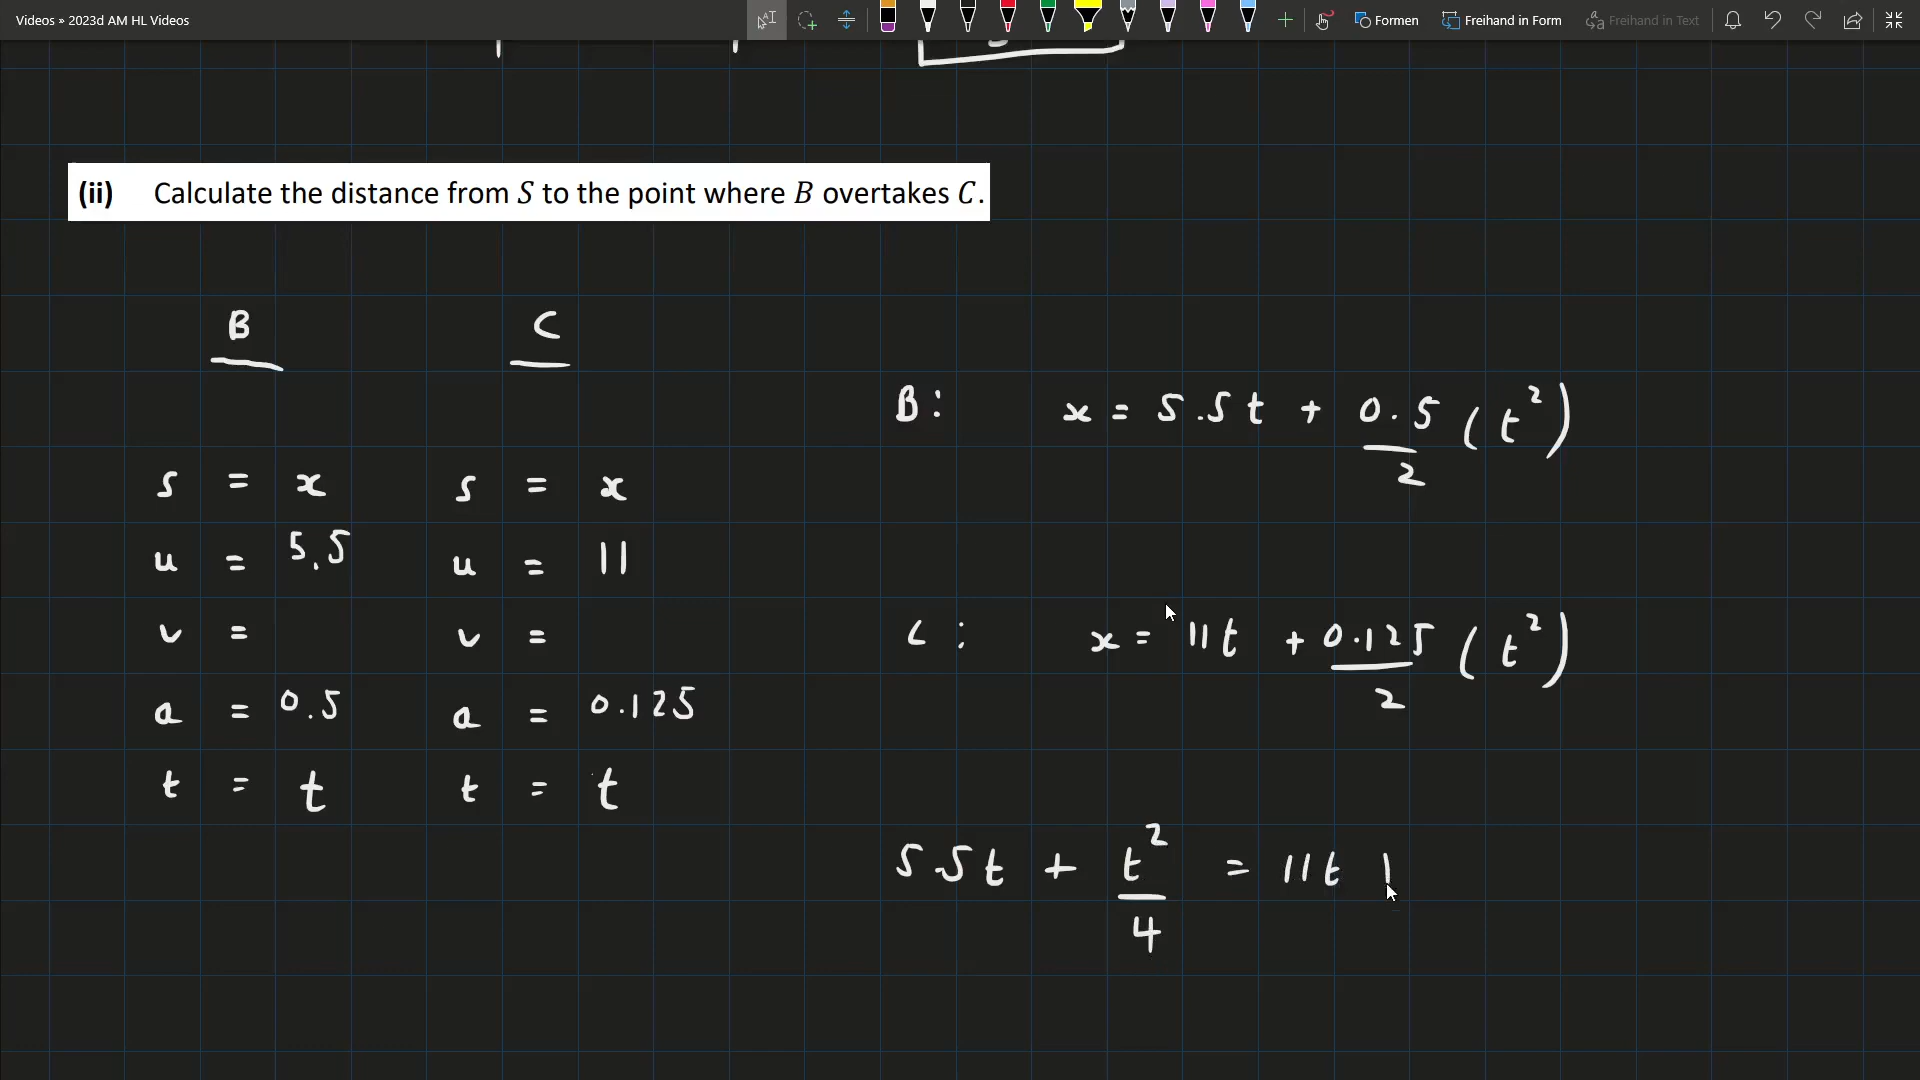 Videos » 2023d AM HL Videos
Formen
Freihand in Form
Freihand in Text
(ii) Calculate the distance from S to the point where B overtakes C.
B
C
s = x
u = 5.5
v =
a = 0.5
t = t
s = x
u = 11
v =
a = 0.125
t = t
B: x = 5.5t + 0.5/2 (t²)
C: x = 11t + 0.125/2 (t²)
5.5t + t²/4 = 11t